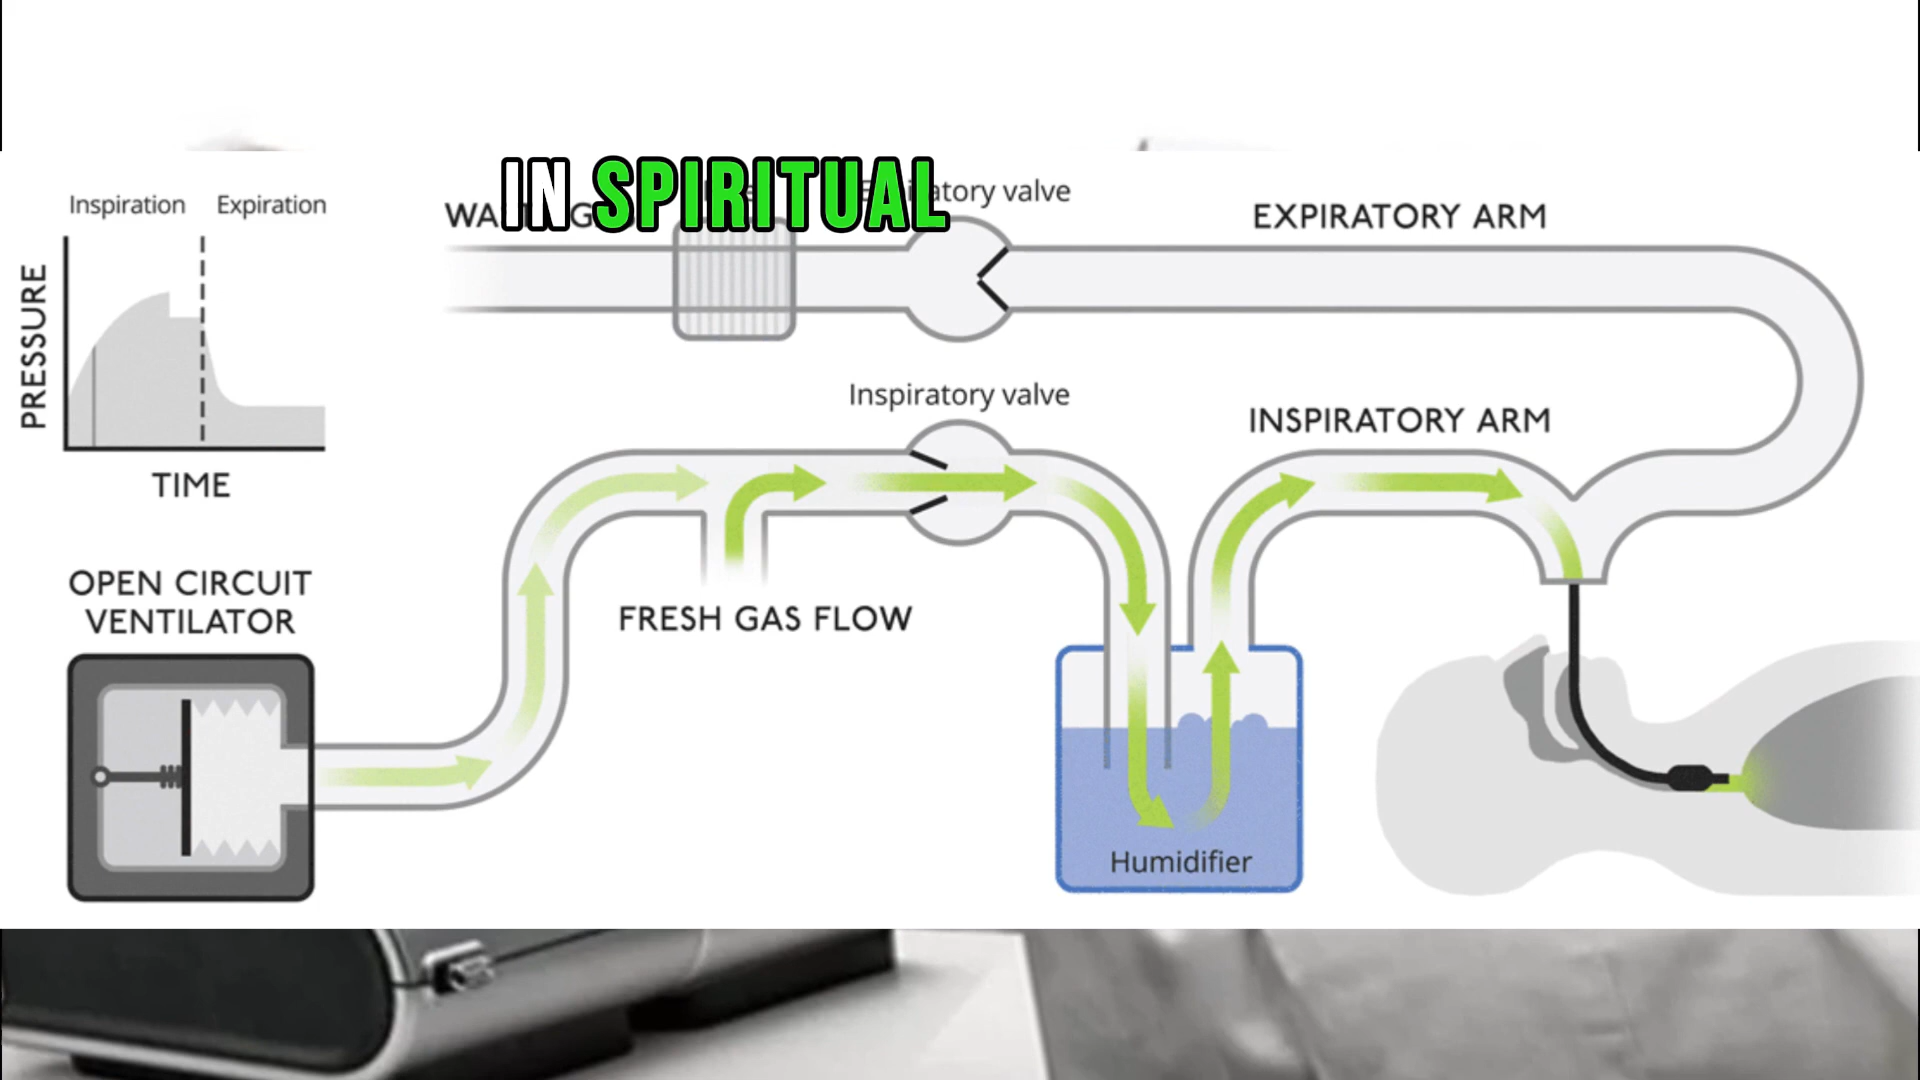 IN SPIRITUAL
Inspiration Expiration
PRESSURE
TIME
valve
EXPIRATORY ARM
Inspiratory valve
INSPIRATORY ARM
OPEN CIRCUIT
VENTILATOR
FRESH GAS FLOW
Humidifier